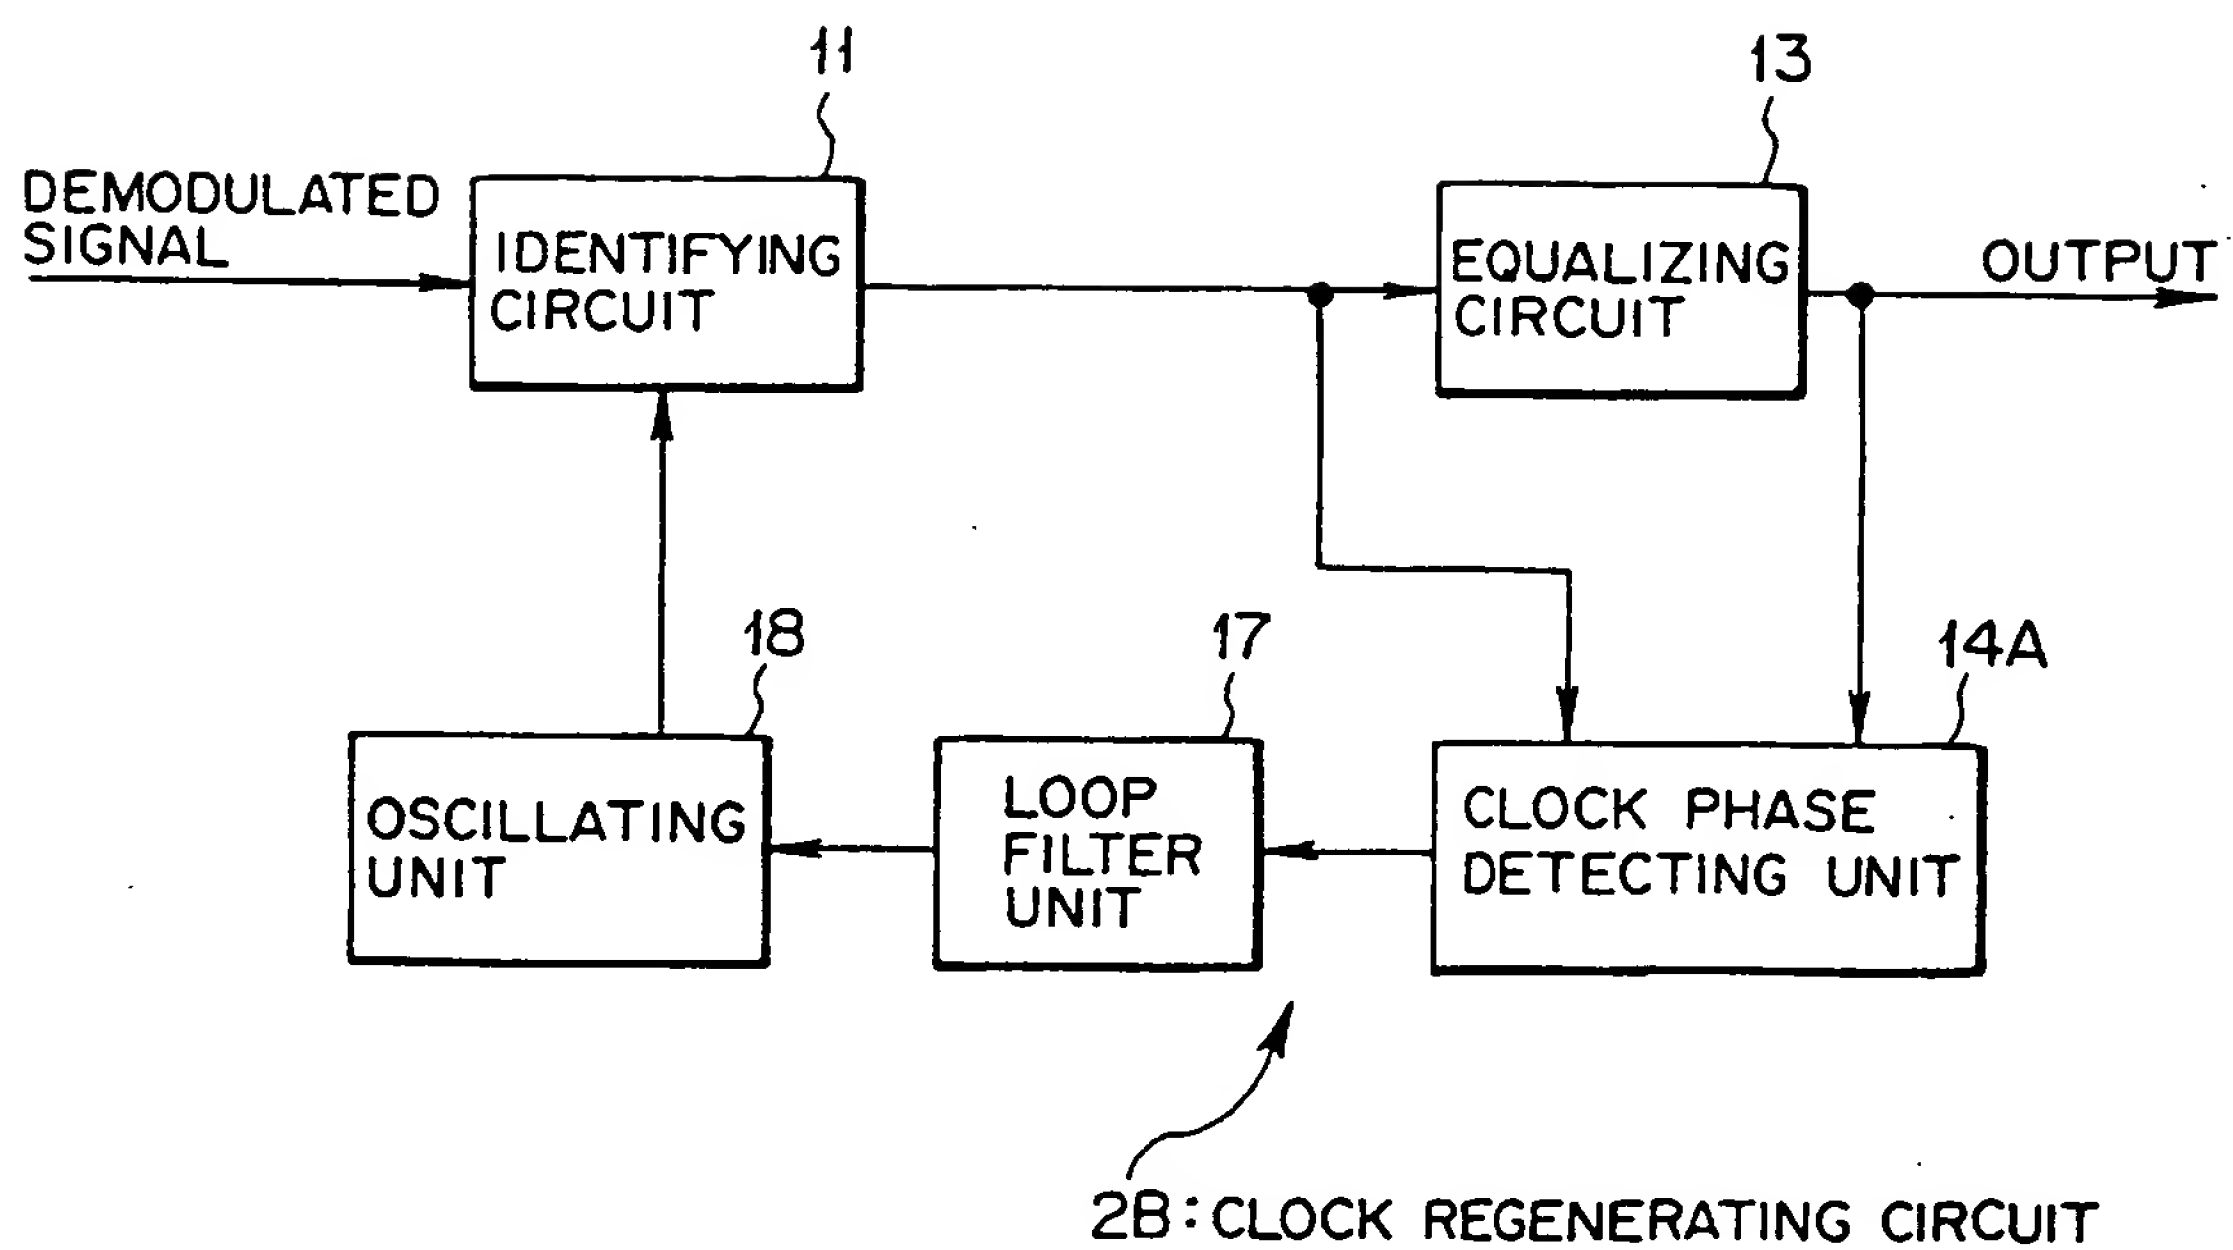 11
13
DEMODULATED
SIGNAL
IDENTIFYING
CIRCUIT
EQUALIZING
CIRCUIT
OUTPUT
18
17
14A
OSCILLATING
UNIT
LOOP
FILTER
UNIT
CLOCK PHASE
DETECTING UNIT
2B: CLOCK REGENERATING CIRCUIT